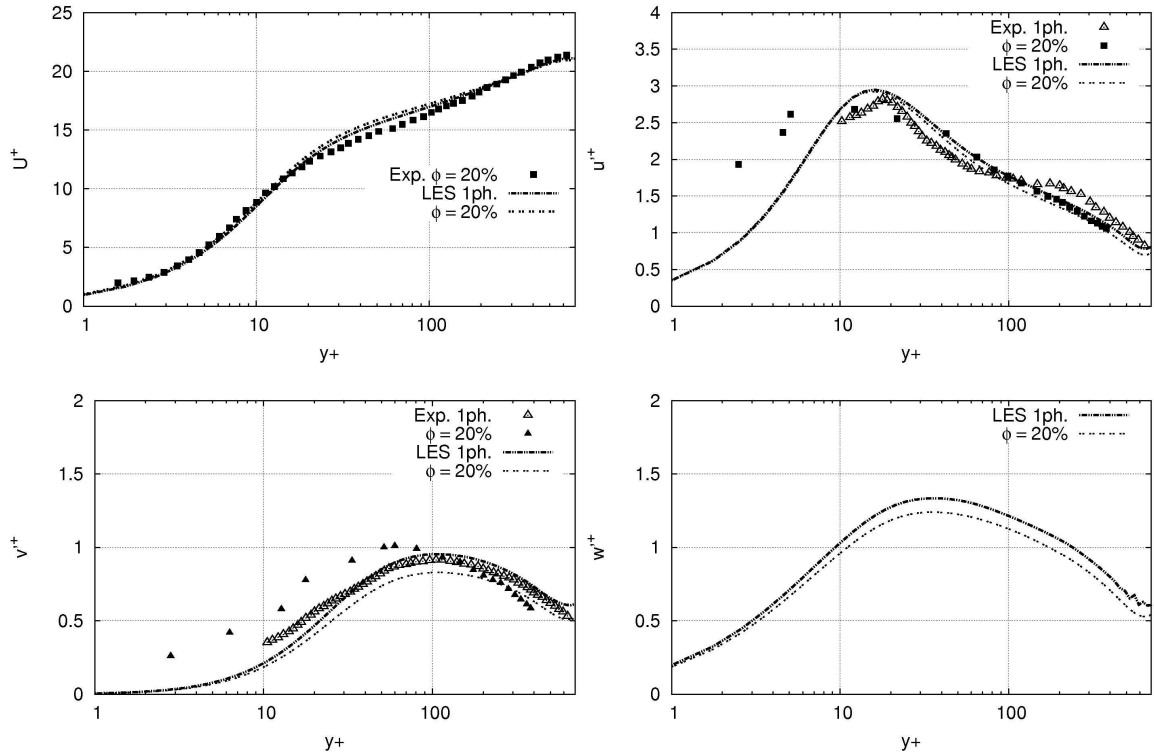 25
20
15
10
5
0
U+
1 10 100
y+
Exp. ϕ = 20%
LES 1ph.
ϕ = 20%
4
3.5
3
2.5
2
1.5
1
0.5
0
u'+
1 10 100
y+
Exp. 1ph.
ϕ = 20%
LES 1ph.
ϕ = 20%
2
1.5
1
0.5
0
v'+
1 10 100
y+
Exp. 1ph.
ϕ = 20%
LES 1ph.
ϕ = 20%
2
1.5
1
0.5
0
w'+
1 10 100
y+
LES 1ph.
ϕ = 20%